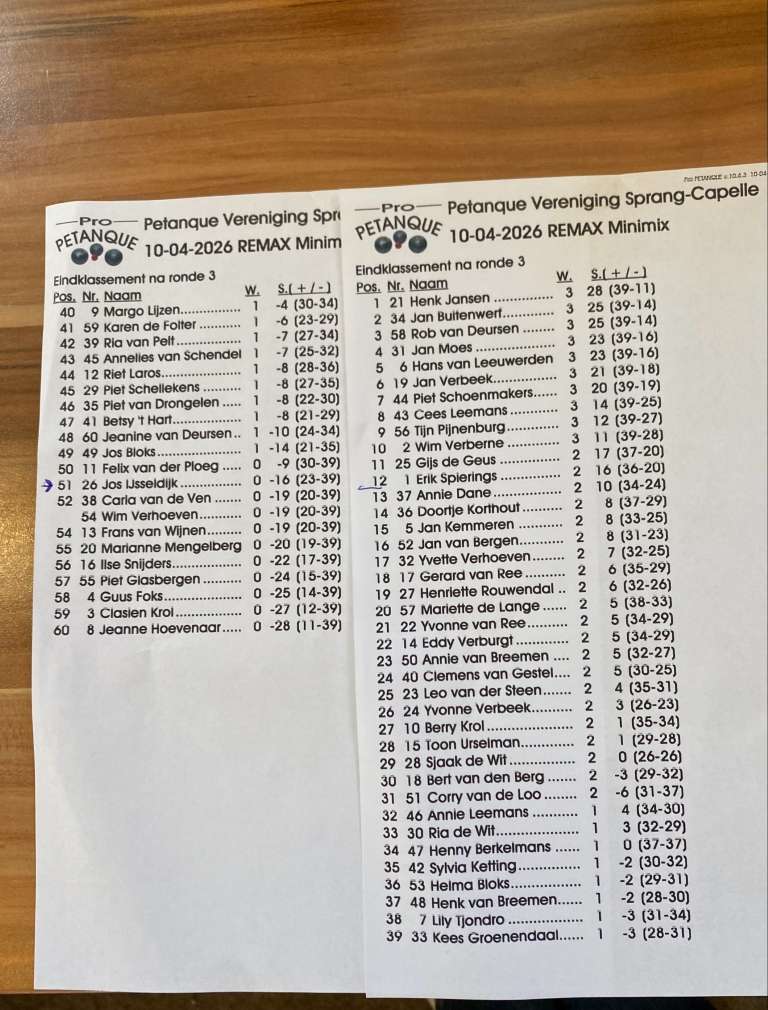 Pro PETANQUE v.10.4.3 10-04
Pro
PETANQUE
Petanque Vereniging Spr
10-04-2026 REMAX Minim
Eindklassement na ronde 3
Pos. Nr. Naam W. S.( + / - )
40 9 Margo Lijzen................ 1 -4 (30-34)
41 59 Karen de Folter ........... 1 -6 (23-29)
42 39 Ria van Pelt ................. 1 -7 (27-34)
43 45 Annelies van Schendel 1 -7 (25-32)
44 12 Riet Laros..................... 1 -8 (28-36)
45 29 Piet Schellekens .......... 1 -8 (27-35)
46 35 Piet van Drongelen ..... 1 -8 (22-30)
47 41 Betsy 't Hart.................. 1 -8 (21-29)
48 60 Jeanine van Deursen.. 1 -10 (24-34)
49 49 Jos Bloks...................... 1 -14 (21-35)
50 11 Felix van der Ploeg ..... 0 -9 (30-39)
51 26 Jos IJsseldijk................ 0 -16 (23-39)
52 38 Carla van de Ven ....... 0 -19 (20-39)
54 Wim Verhoeven........... 0 -19 (20-39)
54 13 Frans van Wijnen......... 0 -19 (20-39)
55 20 Marianne Mengelberg 0 -20 (19-39)
56 16 Ilse Snijders.................. 0 -22 (17-39)
57 55 Piet Glasbergen .......... 0 -24 (15-39)
58 4 Guus Foks..................... 0 -25 (14-39)
59 3 Clasien Krol.................. 0 -27 (12-39)
60 8 Jeanne Hoevenaar..... 0 -28 (11-39)
Pro
PETANQUE
Petanque Vereniging Sprang-Capelle
10-04-2026 REMAX Minimix
Eindklassement na ronde 3
Pos. Nr. Naam W. S.( + / - )
1 21 Henk Jansen ............... 3 28 (39-11)
2 34 Jan Buitenwerf............. 3 25 (39-14)
3 58 Rob van Deursen ........ 3 25 (39-14)
4 31 Jan Moes .................... 3 23 (39-16)
5 6 Hans van Leeuwerden 3 23 (39-16)
6 19 Jan Verbeek................ 3 21 (39-18)
7 44 Piet Schoenmakers...... 3 20 (39-19)
8 43 Cees Leemans ............ 3 14 (39-25)
9 56 Tijn Pijnenburg............. 3 12 (39-27)
10 2 Wim Verberne ............. 3 11 (39-28)
11 25 Gijs de Geus ............... 2 17 (37-20)
12 1 Erik Spierings ............... 2 16 (36-20)
13 37 Annie Dane ................. 2 10 (34-24)
14 36 Doortje Korthout .......... 2 8 (37-29)
15 5 Jan Kemmeren ........... 2 8 (33-25)
16 52 Jan van Bergen........... 2 8 (31-23)
17 32 Yvette Verhoeven........ 2 7 (32-25)
18 17 Gerard van Ree .......... 2 6 (35-29)
19 27 Henriette Rouwendal .. 2 6 (32-26)
20 57 Mariette de Lange ...... 2 5 (38-33)
21 22 Yvonne van Ree.......... 2 5 (34-29)
22 14 Eddy Verburgt ............. 2 5 (34-29)
23 50 Annie van Breemen .... 2 5 (32-27)
24 40 Clemens van Gestel.... 2 5 (30-25)
25 23 Leo van der Steen....... 2 4 (35-31)
26 24 Yvonne Verbeek.......... 2 3 (26-23)
27 10 Berry Krol ..................... 2 1 (35-34)
28 15 Toon Urselman............. 2 1 (29-28)
29 28 Sjaak de Wit ................ 2 0 (26-26)
30 18 Bert van den Berg ....... 2 -3 (29-32)
31 51 Corry van de Loo ........ 2 -6 (31-37)
32 46 Annie Leemans ........... 1 4 (34-30)
33 30 Ria de Wit.................... 1 3 (32-29)
34 47 Henny Berkelmans ...... 1 0 (37-37)
35 42 Sylvia Ketting............... 1 -2 (30-32)
36 53 Helma Bloks................. 1 -2 (29-31)
37 48 Henk van Breemen...... 1 -2 (28-30)
38 7 Lily Tjondro .................. 1 -3 (31-34)
39 33 Kees Groenendaal...... 1 -3 (28-31)